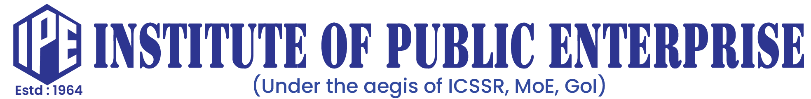 IPE INSTITUTE OF PUBLIC ENTERPRISE
Estd : 1964 (Under the aegis of ICSSR, MoE, GoI)